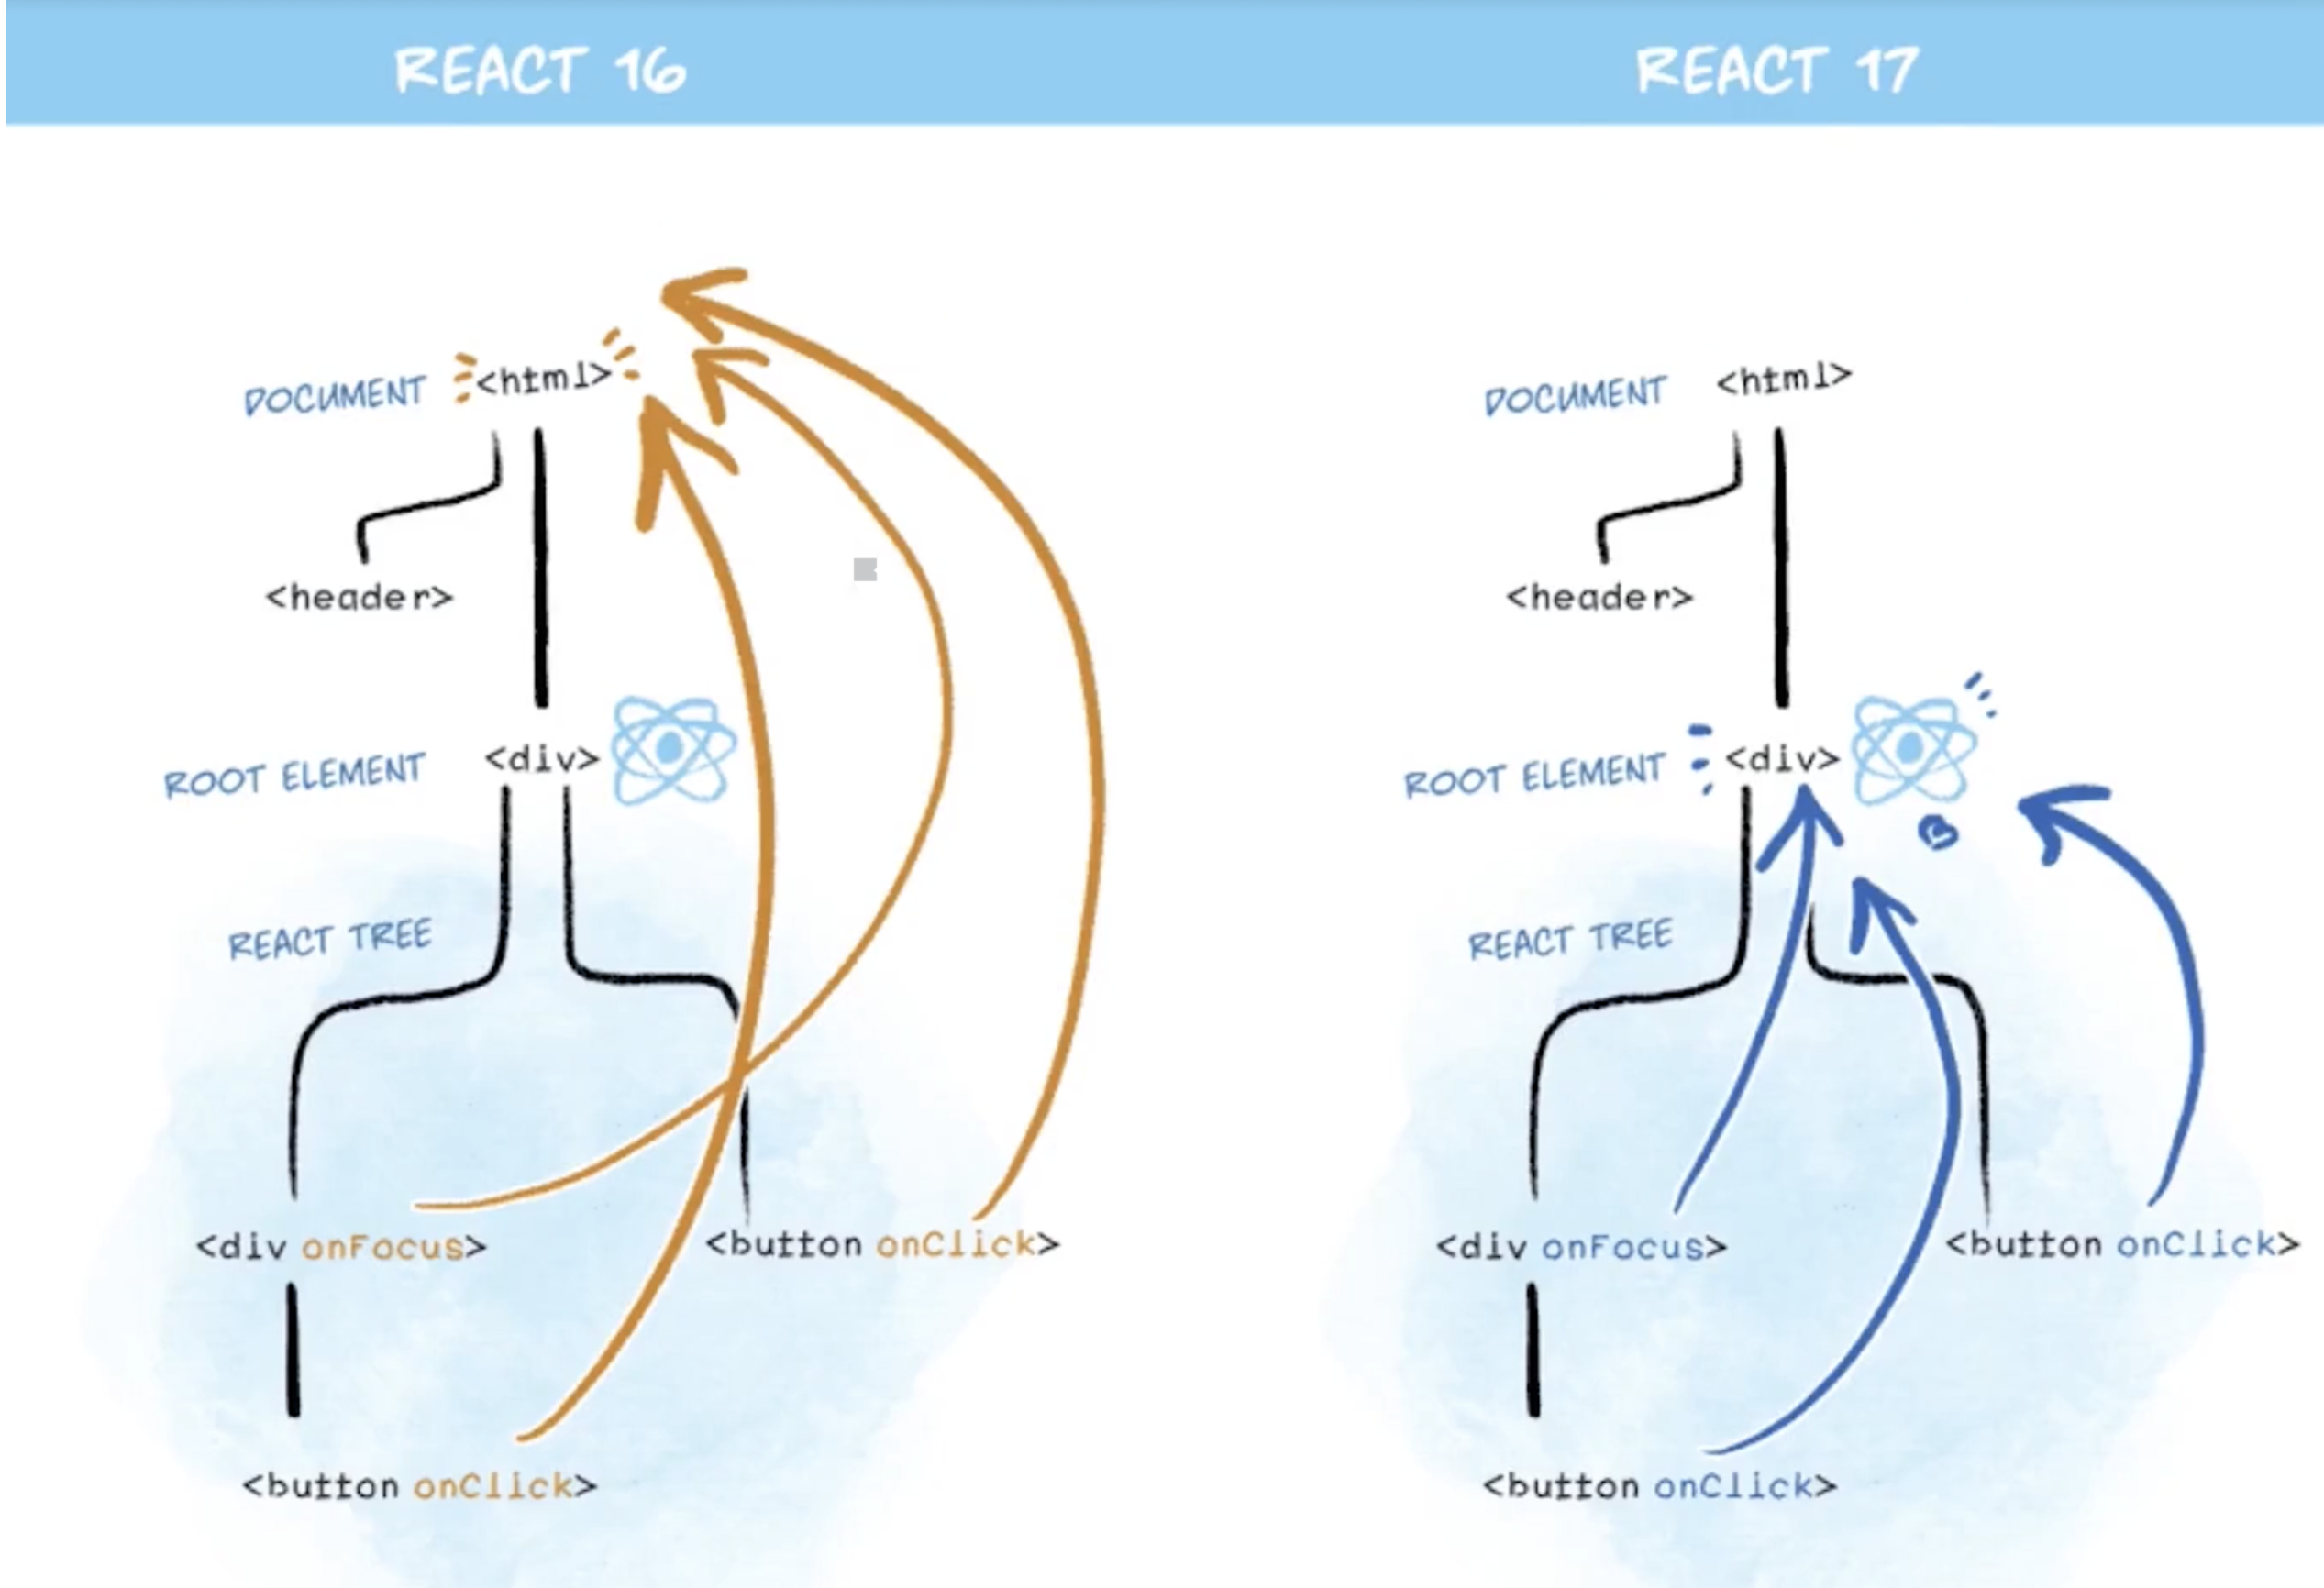 REACT 16
DOCUMENT <html>
<header>
ROOT ELEMENT <div>
REACT TREE
<div onFocus>
<button onClick>
<button onClick>
REACT 17
DOCUMENT <html>
<header>
ROOT ELEMENT <div>
REACT TREE
<div onFocus>
<button onClick>
<button onClick>